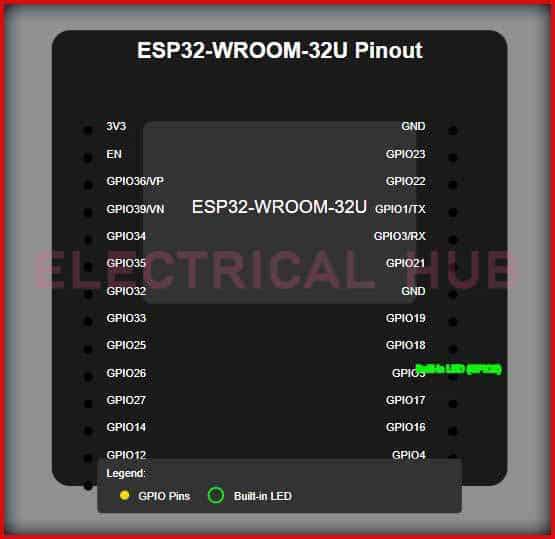 ESP32-WROOM-32U Pinout
3V3 GND
EN GPIO23
GPIO36/VP GPIO22
GPIO39/VN ESP32-WROOM-32U GPIO1/TX
GPIO34 GPIO3/RX
GPIO35 GPIO21
ELECTRICAL HUB
GPIO32 GND
GPIO33 GPIO19
GPIO25 GPIO18
GPIO26 GPIO5 Built-in LED
GPIO27 GPIO17
GPIO14 GPIO16
GPIO12 GPIO4
Legend:
GPIO Pins Built-in LED